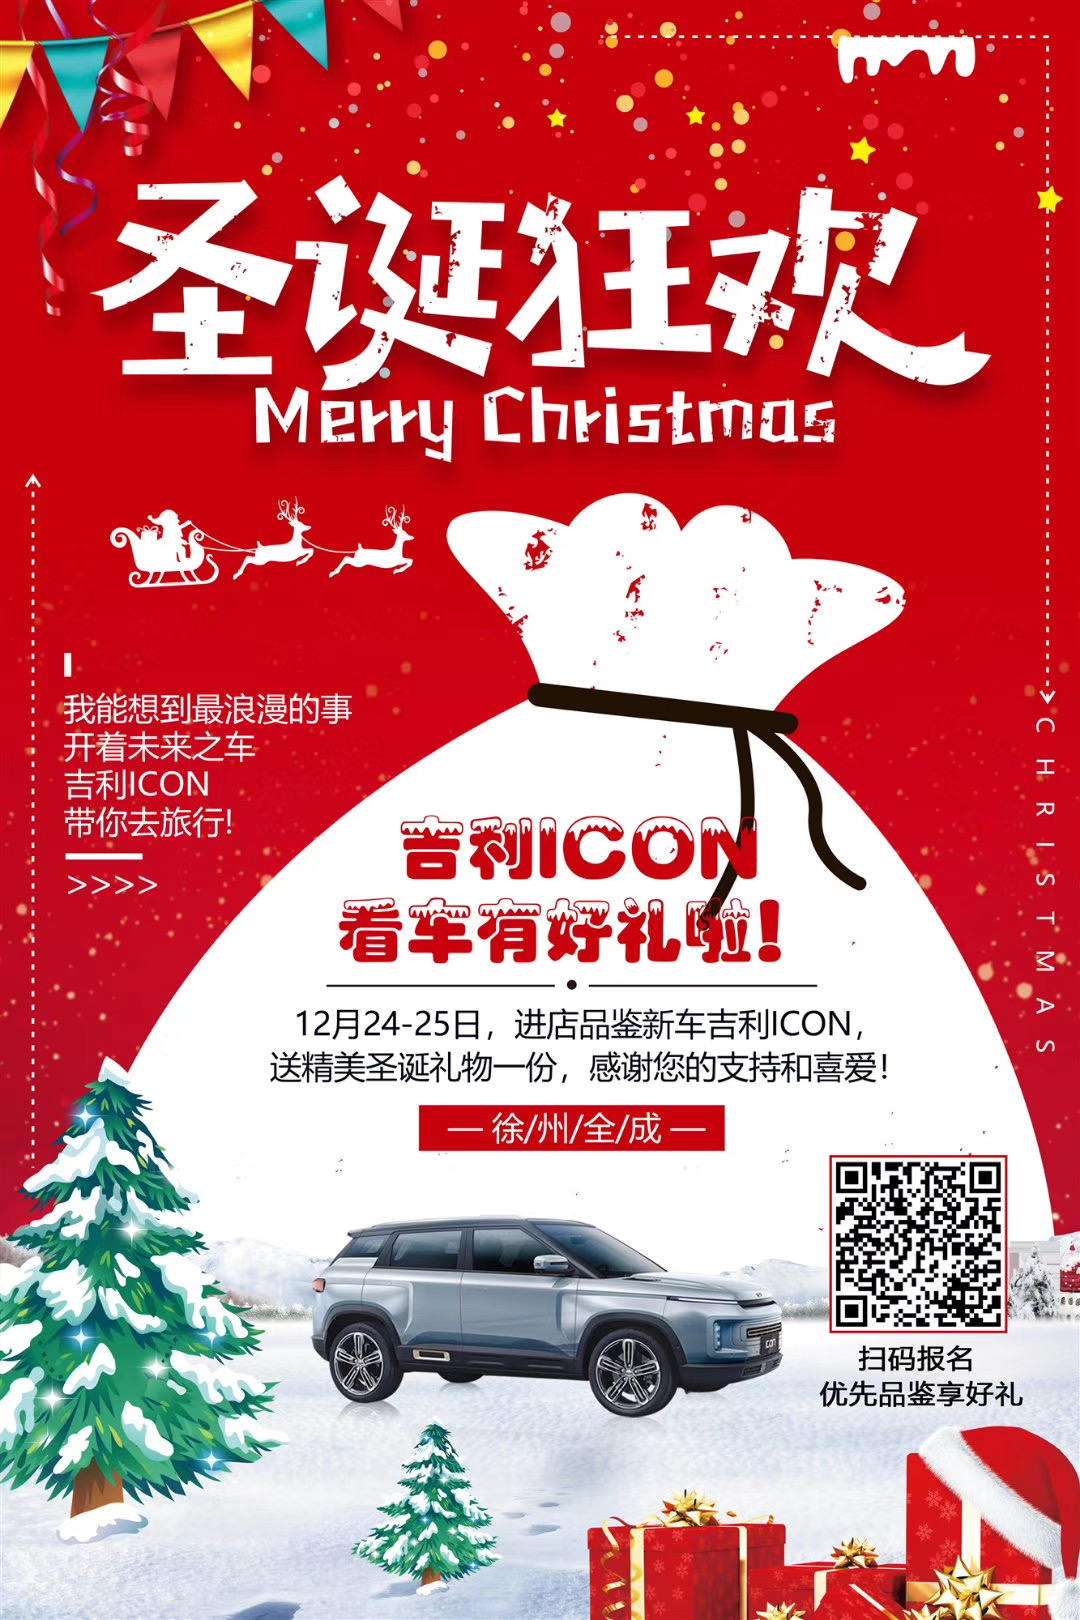 圣诞狂欢
Merry Christmas
我能想到最浪漫的事
开着未来之车
吉利ICON
带你去旅行!
>>>>
CHRISTMAS
吉利ICON
看车有好礼啦!
12月24-25日，进店品鉴新车吉利ICON，
送精美圣诞礼物一份，感谢您的支持和喜爱！
— 徐/州/全/成 —
icon
扫码报名
优先品鉴享好礼